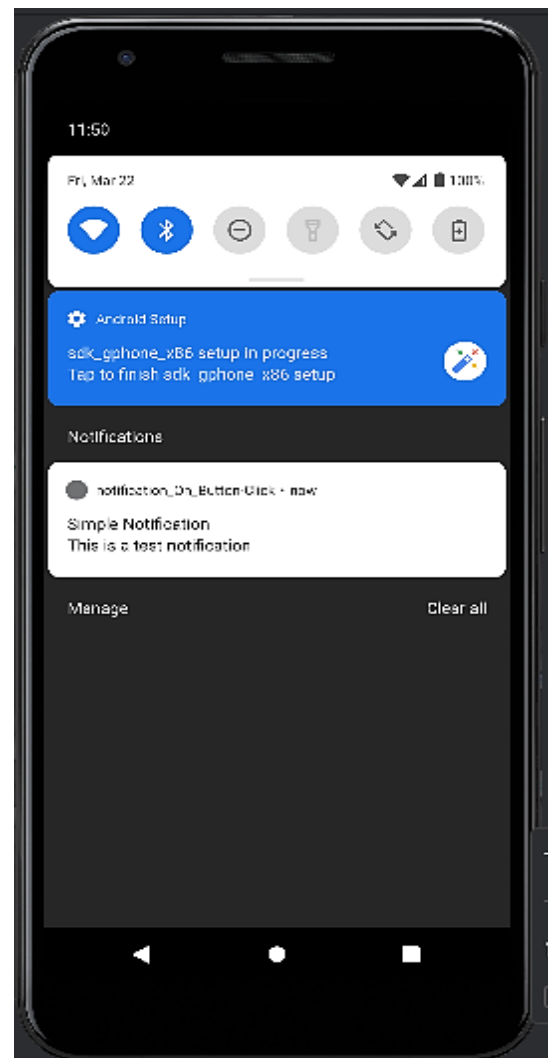 11:50
Fri, Mar 22
100%
Android Setup
sdk_gphone_x86 setup in progress
Tap to finish sdk_gphone_x86 setup
Notifications
notification_On_Button-Click • now
Simple Notification
This is a test notification
Manage
Clear all